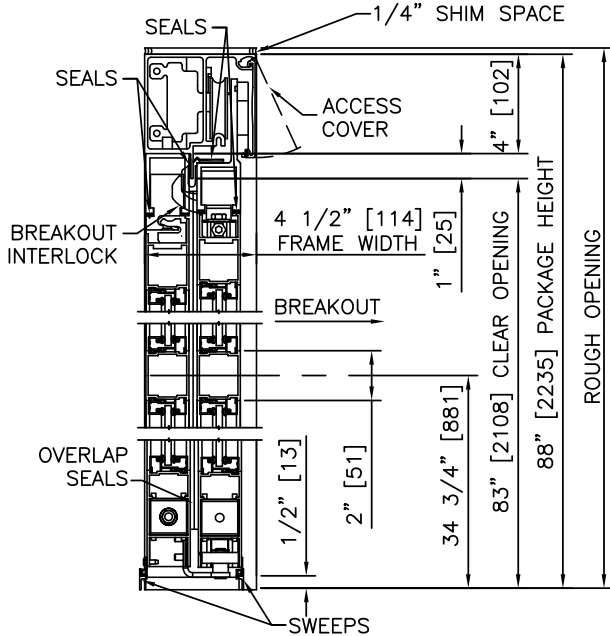 1/4" SHIM SPACE
SEALS
SEALS
ACCESS
COVER
4" [102]
BREAKOUT
INTERLOCK
4 1/2" [114]
FRAME WIDTH
1" [25]
BREAKOUT
83" [2108] CLEAR OPENING
88" [2235] PACKAGE HEIGHT
ROUGH OPENING
OVERLAP
SEALS
1/2" [13]
2" [51]
34 3/4" [881]
SWEEPS